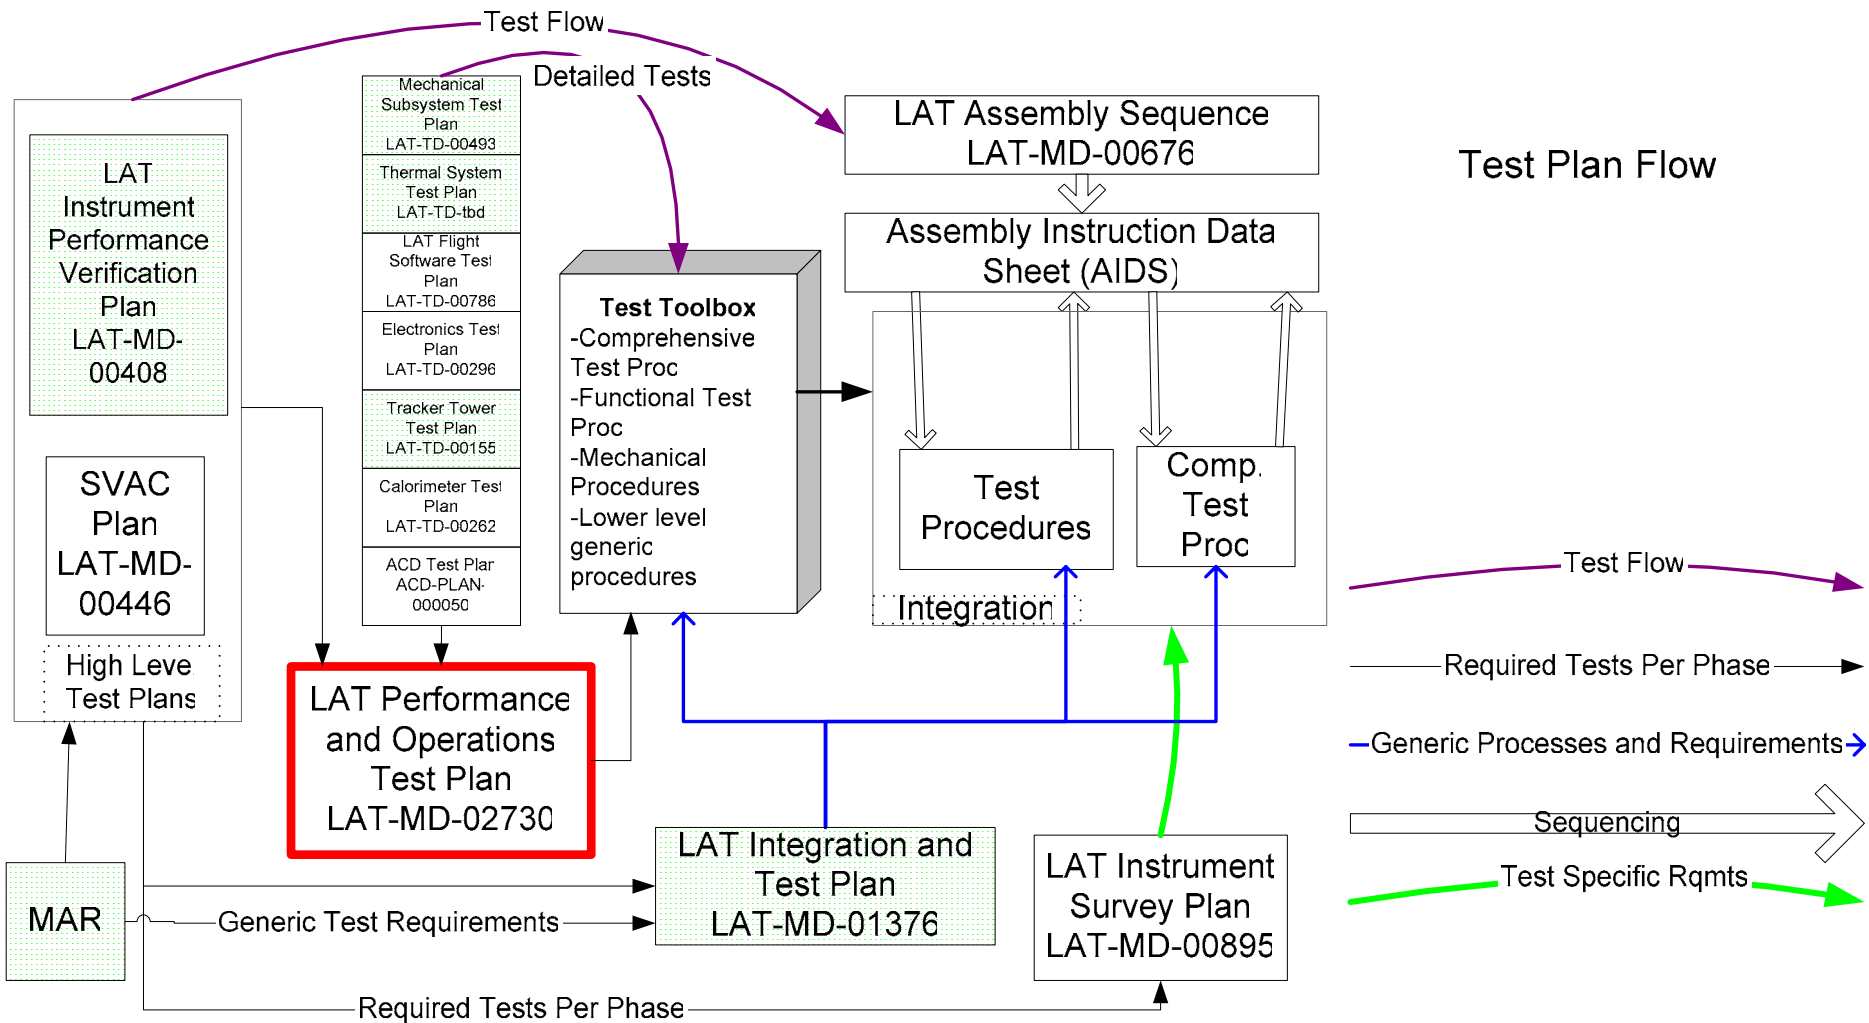 Test Flow
Detailed Tests
Test Plan Flow
LAT
Instrument
Performance
Verification
Plan
LAT-MD-
00408
SVAC
Plan
LAT-MD-
00446
High Leve
Test Plans
MAR
Mechanical
Subsystem Test
Plan
LAT-TD-00493
Thermal System
Test Plan
LAT-TD-tbd
LAT Flight
Software Test
Plan
LAT-TD-00786
Electronics Test
Plan
LAT-TD-00296
Tracker Tower
Test Plan
LAT-TD-00155
Calorimeter Test
Plan
LAT-TD-00262
ACD Test Plan
ACD-PLAN-
000050
LAT Performance
and Operations
Test Plan
LAT-MD-02730
Test Toolbox
-Comprehensive
Test Proc
-Functional Test
Proc
-Mechanical
Procedures
-Lower level
generic
procedures
LAT Assembly Sequence
LAT-MD-00676
Assembly Instruction Data
Sheet (AIDS)
Test
Procedures
Comp.
Test
Proc
Integration
LAT Integration and
Test Plan
LAT-MD-01376
LAT Instrument
Survey Plan
LAT-MD-00895
Generic Test Requirements
Required Tests Per Phase
Test Flow
Required Tests Per Phase
Generic Processes and Requirements
Sequencing
Test Specific Rqmts